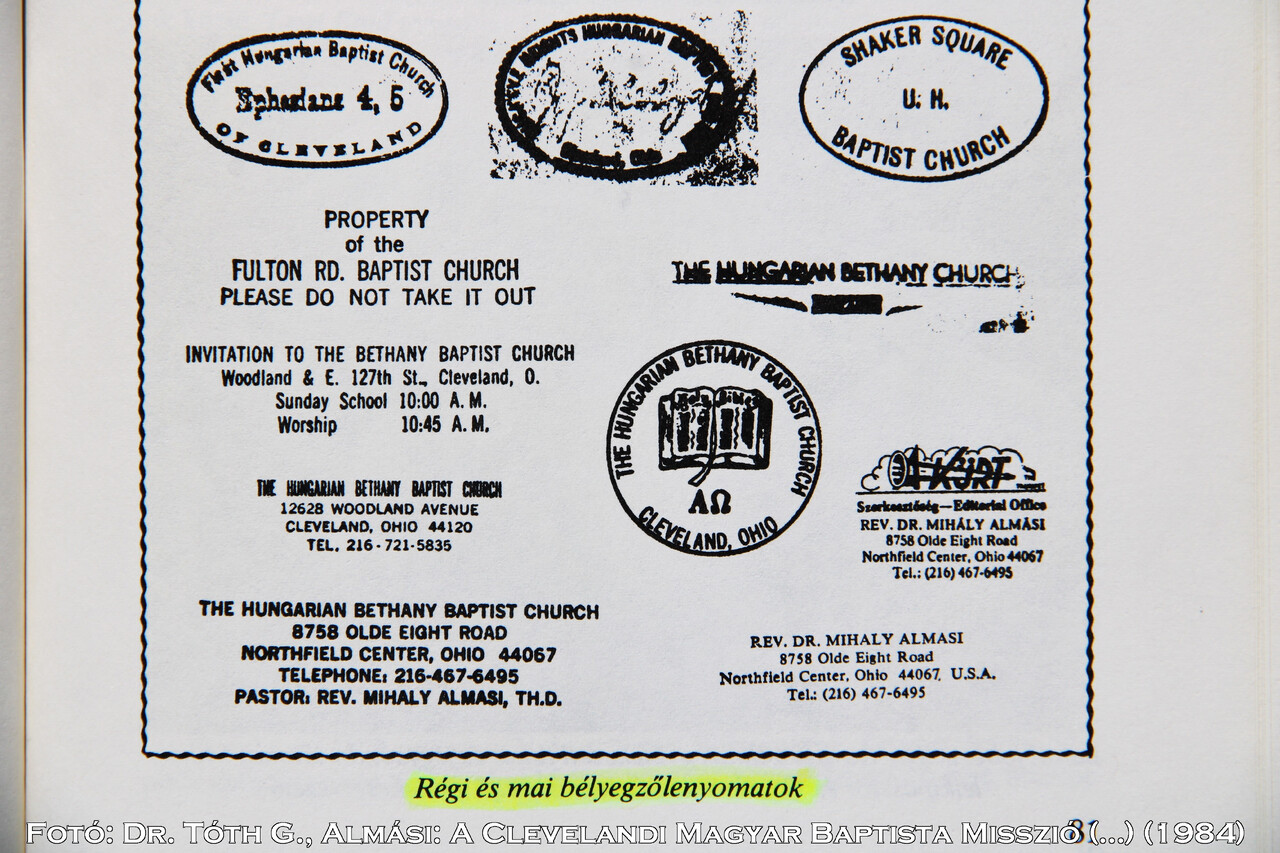 First Hungarian Baptist Church
Ephesians 4, 5
OF CLEVELAND
HEIGHTS HUNGARIAN BAPTIST
SHAKER SQUARE
U. H.
BAPTIST CHURCH
PROPERTY
of the
FULTON RD. BAPTIST CHURCH
PLEASE DO NOT TAKE IT OUT
THE HUNGARIAN BETHANY CHURCH
INVITATION TO THE BETHANY BAPTIST CHURCH
Woodland & E. 127th St., Cleveland, O.
Sunday School 10:00 A. M.
Worship 10:45 A. M.
THE HUNGARIAN BETHANY BAPTIST CHURCH
Holy Bible
ΑΩ
CLEVELAND, OHIO
THE HUNGARIAN BETHANY BAPTIST CHURCH
12628 WOODLAND AVENUE
CLEVELAND, OHIO 44120
TEL. 216-721-5835
A KÜRT
Szerkesztőség—Editorial Office
REV. DR. MIHÁLY ALMÁSI
8758 Olde Eight Road
Northfield Center, Ohio 44067
Tel.: (216) 467-6495
THE HUNGARIAN BETHANY BAPTIST CHURCH
8758 OLDE EIGHT ROAD
NORTHFIELD CENTER, OHIO 44067
TELEPHONE: 216-467-6495
PASTOR: REV. MIHALY ALMASI, TH.D.
REV. DR. MIHALY ALMASI
8758 Olde Eight Road
Northfield Center, Ohio 44067, U.S.A.
Tel.: (216) 467-6495
Régi és mai bélyegzőlenyomatok
81
Fotó: Dr. Tóth G., Almási: A Clevelandi Magyar Baptista Misszió (...) (1984)